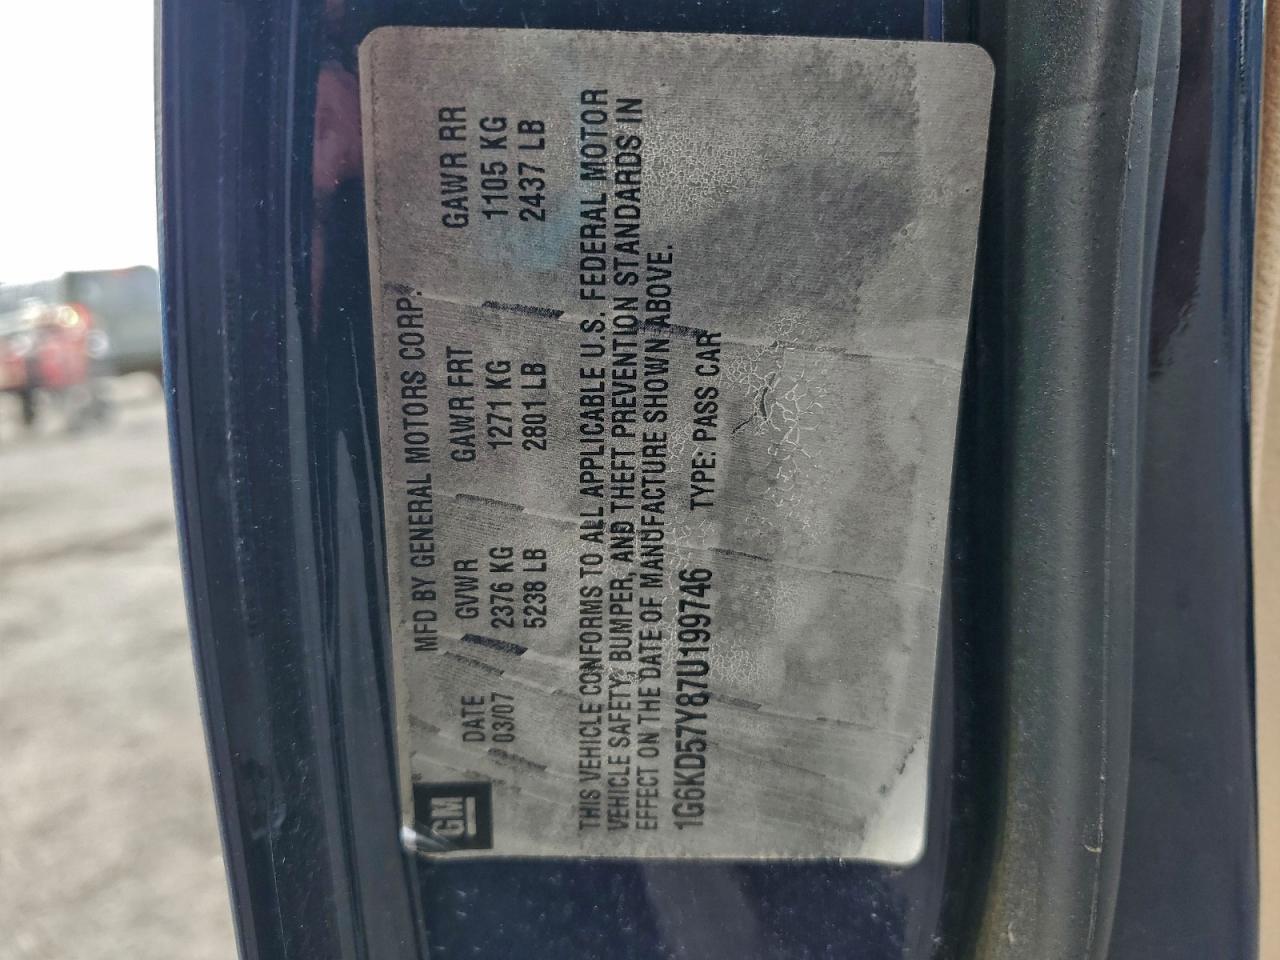 GM
MFD BY GENERAL MOTORS CORP.
DATE GVWR GAWR FRT GAWR RR
03/07 2376 KG 1271 KG 1105 KG
5238 LB 2801 LB 2437 LB
THIS VEHICLE CONFORMS TO ALL APPLICABLE U.S. FEDERAL MOTOR
VEHICLE SAFETY, BUMPER, AND THEFT PREVENTION STANDARDS IN
EFFECT ON THE DATE OF MANUFACTURE SHOWN ABOVE.
1G6KD57Y87U199746 TYPE: PASS CAR